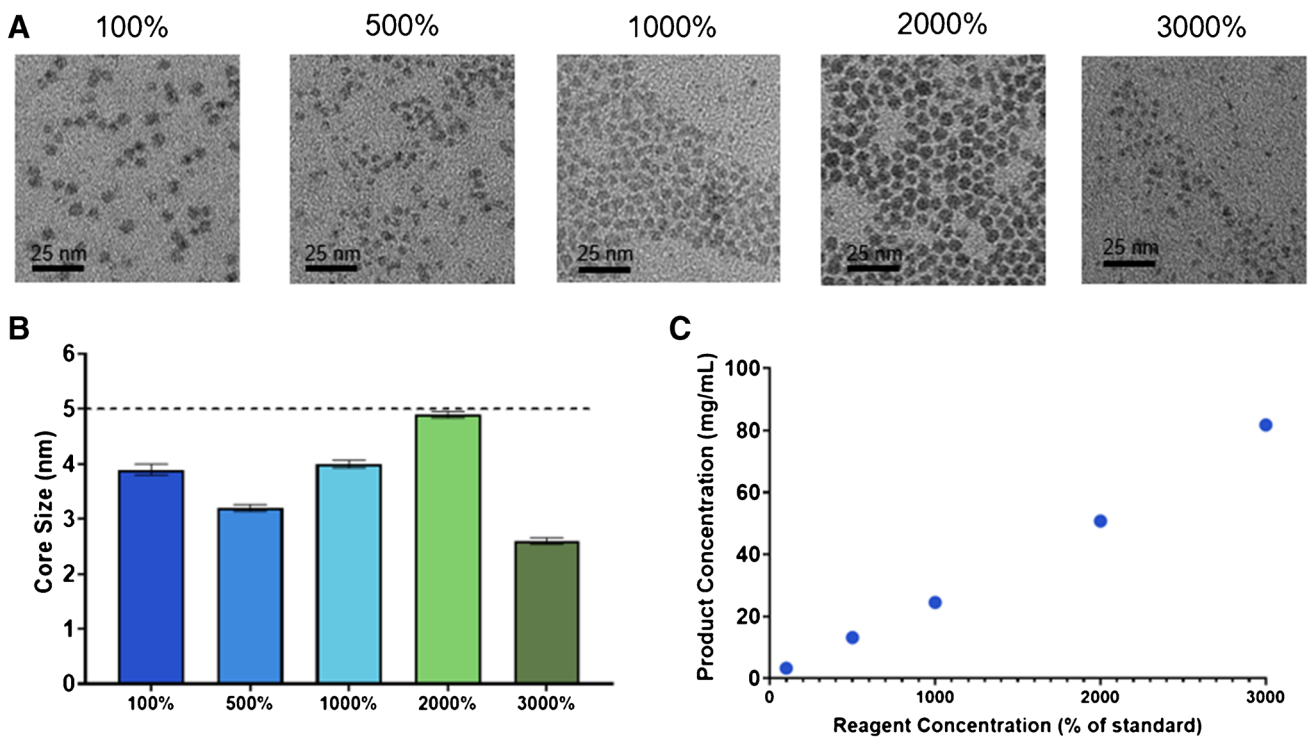 A
100% 500% 1000% 2000% 3000%
25 nm 25 nm 25 nm 25 nm 25 nm
B
Core Size (nm)
6
5
4
3
2
1
0
100% 500% 1000% 2000% 3000%
C
Product Concentration (mg/mL)
100
80
60
40
20
0
0 1000 2000 3000
Reagent Concentration (% of standard)